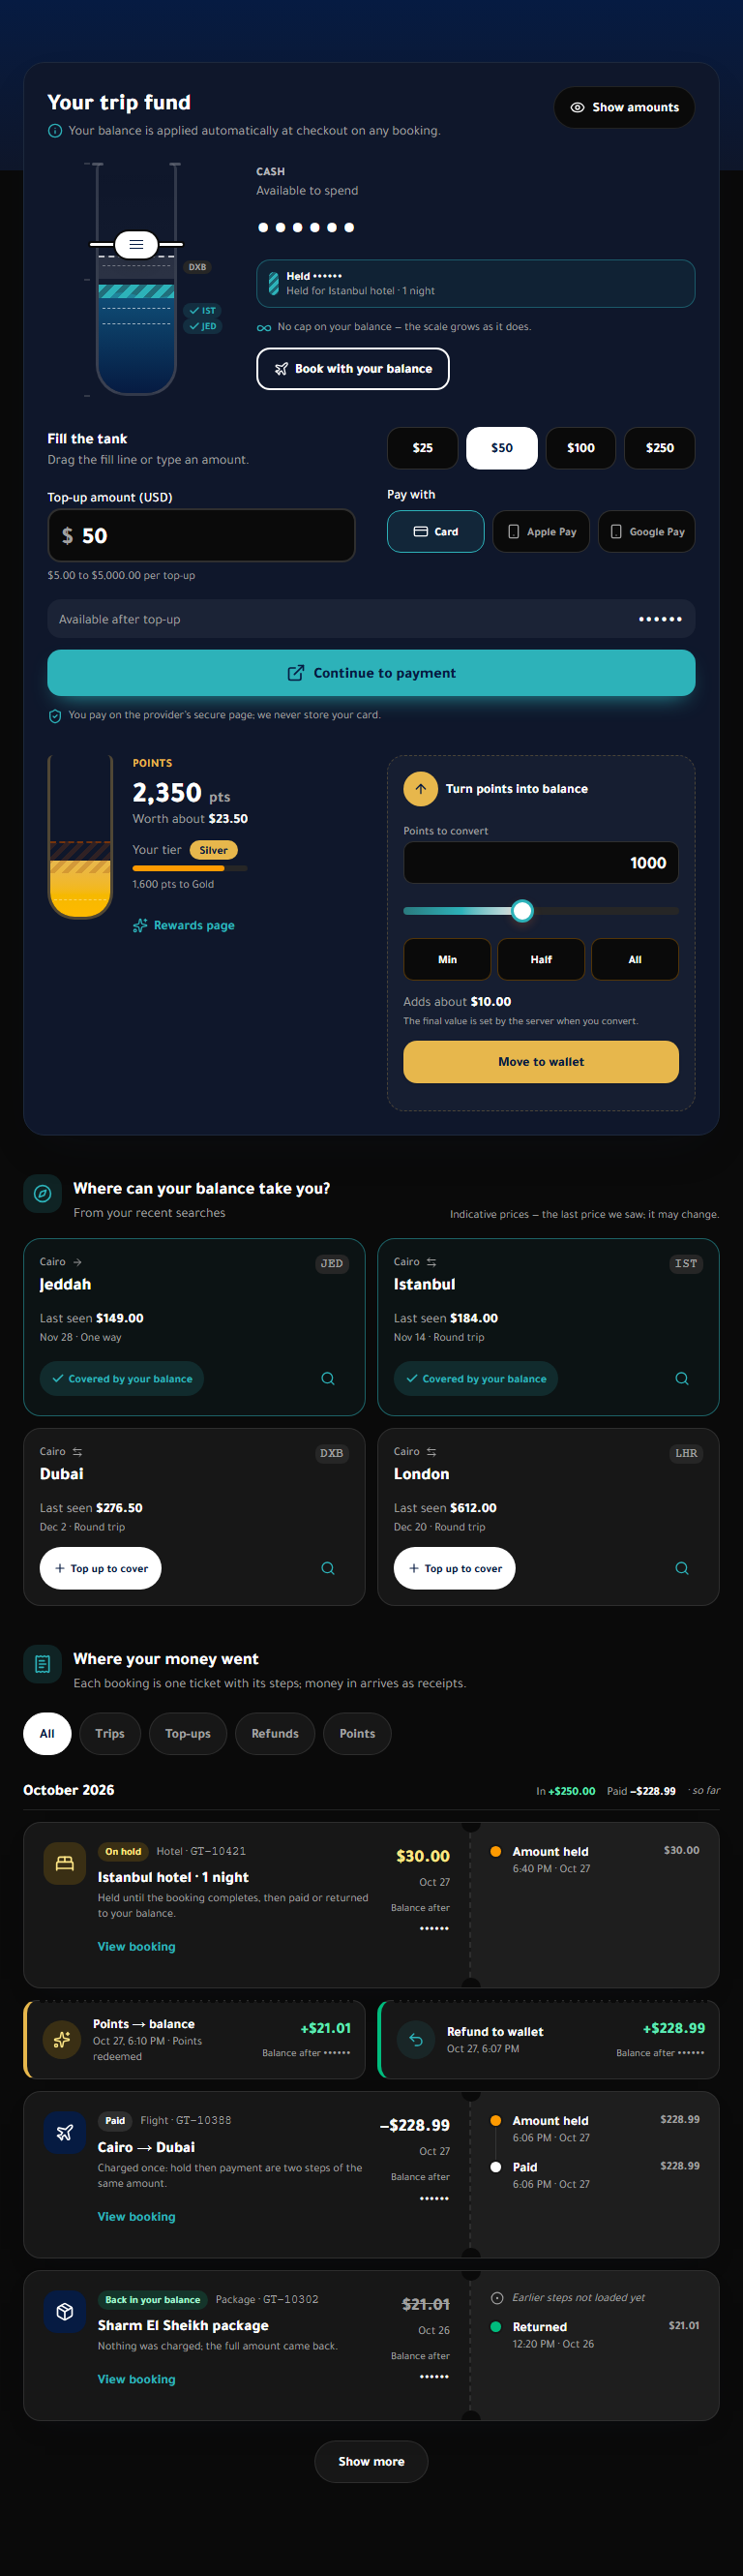 Your trip fund
Show amounts
Your balance is applied automatically at checkout on any booking.
DXB
IST
JED
CASH
Available to spend
••••••
Held ••••••
Held for Istanbul hotel · 1 night
No cap on your balance — the scale grows as it does.
Book with your balance
Fill the tank
Drag the fill line or type an amount.
$25
$50
$100
$250
Top-up amount (USD)
$ 50
$5.00 to $5,000.00 per top-up
Pay with
Card
Apple Pay
Google Pay
Available after top-up
••••••
Continue to payment
You pay on the provider's secure page; we never store your card.
POINTS
2,350 pts
Worth about $23.50
Your tier Silver
1,600 pts to Gold
Rewards page
Turn points into balance
Points to convert
1000
Min
Half
All
Adds about $10.00
The final value is set by the server when you convert.
Move to wallet
Where can your balance take you?
From your recent searches
Indicative prices — the last price we saw; it may change.
Cairo →
JED
Jeddah
Last seen $149.00
Nov 28 · One way
Covered by your balance
Cairo ⇆
IST
Istanbul
Last seen $184.00
Nov 14 · Round trip
Covered by your balance
Cairo ⇆
DXB
Dubai
Last seen $276.50
Dec 2 · Round trip
Top up to cover
Cairo ⇆
LHR
London
Last seen $612.00
Dec 20 · Round trip
Top up to cover
Where your money went
Each booking is one ticket with its steps; money in arrives as receipts.
All
Trips
Top-ups
Refunds
Points
October 2026
In +$250.00 Paid −$228.99 · so far
On hold Hotel · GT-10421
Istanbul hotel · 1 night
Held until the booking completes, then paid or returned
to your balance.
View booking
$30.00
Oct 27
Balance after
••••••
Amount held $30.00
6:40 PM · Oct 27
Points → balance
Oct 27, 6:10 PM · Points
redeemed
+$21.01
Balance after ••••••
Refund to wallet
Oct 27, 6:07 PM
+$228.99
Balance after ••••••
Paid Flight · GT-10388
Cairo → Dubai
Charged once: hold then payment are two steps of the
same amount.
View booking
−$228.99
Oct 27
Balance after
••••••
Amount held $228.99
6:06 PM · Oct 27
Paid $228.99
6:06 PM · Oct 27
Back in your balance Package · GT-10302
Sharm El Sheikh package
Nothing was charged; the full amount came back.
View booking
$21.01
Oct 26
Balance after
••••••
Earlier steps not loaded yet
Returned $21.01
12:20 PM · Oct 26
Show more